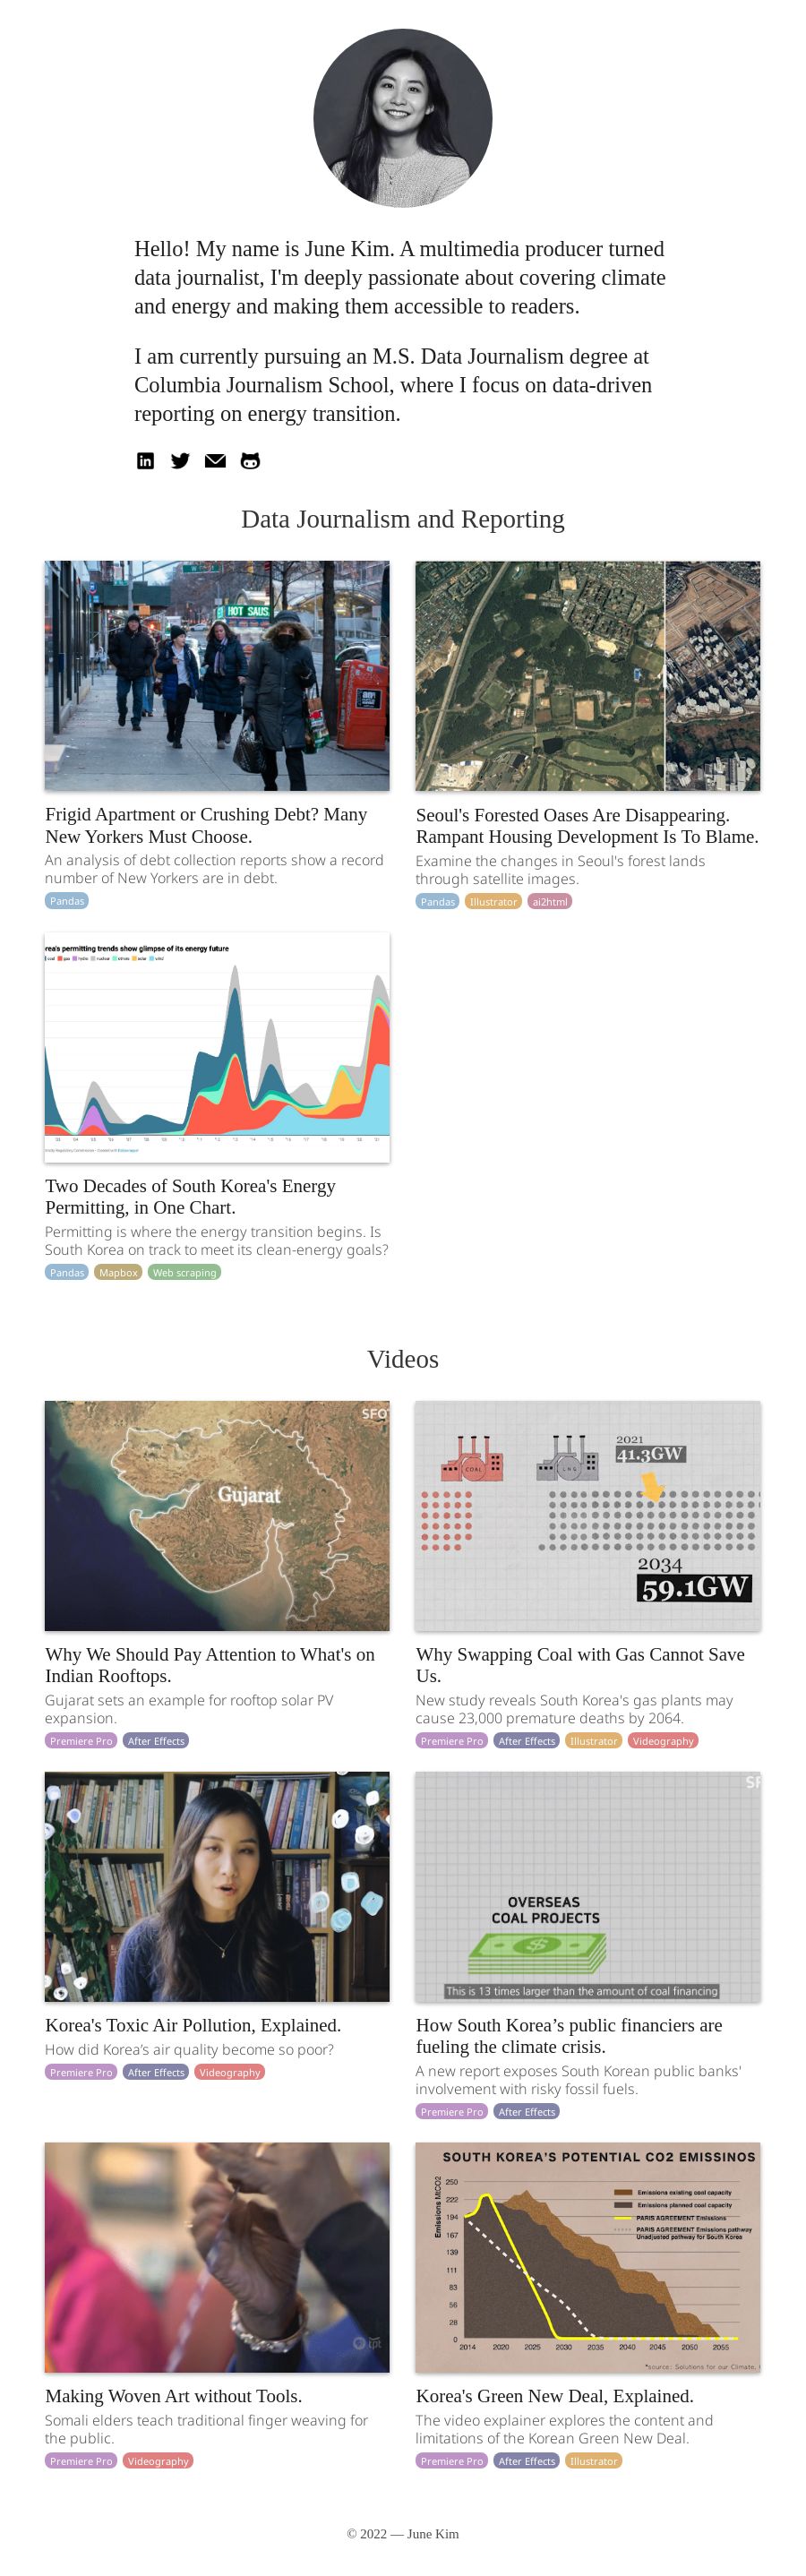 Hello! My name is June Kim. A multimedia producer turned
data journalist, I'm deeply passionate about covering climate
and energy and making them accessible to readers.
I am currently pursuing an M.S. Data Journalism degree at
Columbia Journalism School, where I focus on data-driven
reporting on energy transition.
in
Data Journalism and Reporting
HOT SAUS
Frigid Apartment or Crushing Debt? Many
New Yorkers Must Choose.
An analysis of debt collection reports show a record
number of New Yorkers are in debt.
Pandas
Seoul's Forested Oases Are Disappearing.
Rampant Housing Development Is To Blame.
Examine the changes in Seoul's forest lands
through satellite images.
Pandas Illustrator ai2html
rea's permitting trends show glimpse of its energy future
Two Decades of South Korea's Energy
Permitting, in One Chart.
Permitting is where the energy transition begins. Is
South Korea on track to meet its clean-energy goals?
Pandas Mapbox Web scraping
Videos
SFO
Gujarat
Why We Should Pay Attention to What's on
Indian Rooftops.
Gujarat sets an example for rooftop solar PV
expansion.
Premiere Pro After Effects
COAL
LNG
2021
41.3GW
2034
59.1GW
Why Swapping Coal with Gas Cannot Save
Us.
New study reveals South Korea's gas plants may
cause 23,000 premature deaths by 2064.
Premiere Pro After Effects Illustrator Videography
Korea's Toxic Air Pollution, Explained.
How did Korea's air quality become so poor?
Premiere Pro After Effects Videography
SF
OVERSEAS
COAL PROJECTS
This is 13 times larger than the amount of coal financing
How South Korea’s public financiers are
fueling the climate crisis.
A new report exposes South Korean public banks'
involvement with risky fossil fuels.
Premiere Pro After Effects
tpt
Making Woven Art without Tools.
Somali elders teach traditional finger weaving for
the public.
Premiere Pro Videography
SOUTH KOREA'S POTENTIAL CO2 EMISSINOS
Emissions MtCO2
250
222
194
167
139
111
83
56
28
0
2014 2020 2025 2030 2035 2040 2045 2050 2055
Emissions existing coal capacity
Emissions planned coal capacity
PARIS AGREEMENT Emissions
PARIS AGREEMENT Emissions pathway
Unadjusted pathway for South Korea
*source: Solutions for our Climate,
Korea's Green New Deal, Explained.
The video explainer explores the content and
limitations of the Korean Green New Deal.
Premiere Pro After Effects Illustrator
© 2022 — June Kim